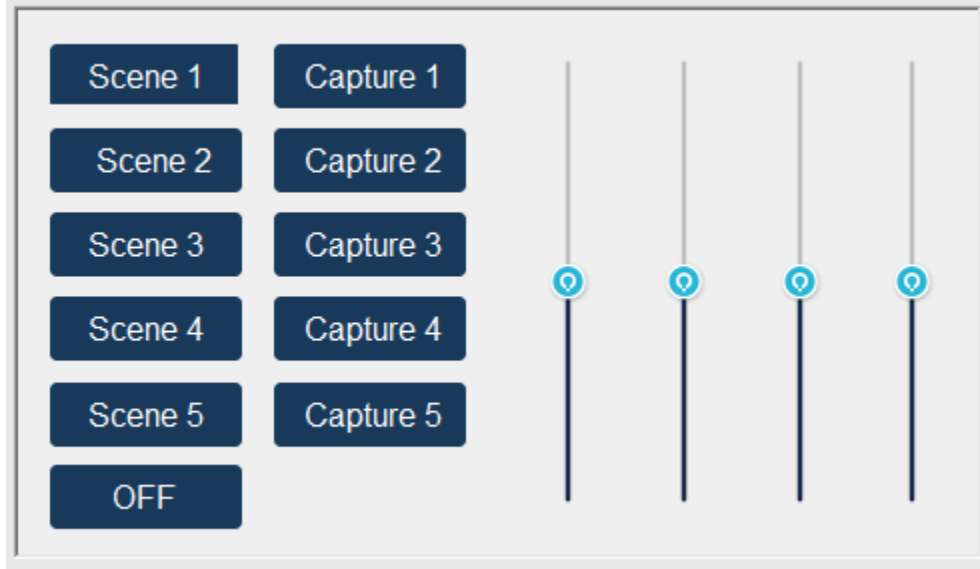 Scene 1
Capture 1
Scene 2
Capture 2
Scene 3
Capture 3
Scene 4
Capture 4
Scene 5
Capture 5
OFF